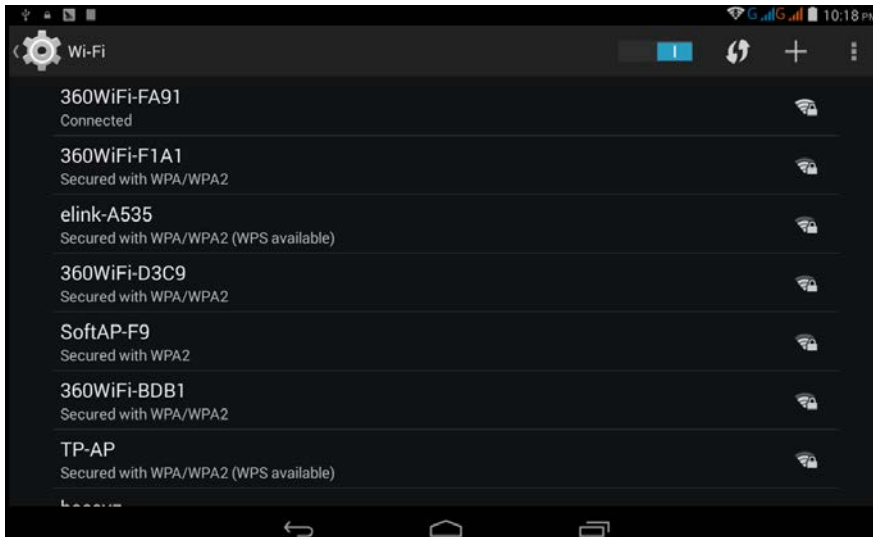 G G 10:18 PM
Wi-Fi
360WiFi-FA91
Connected
360WiFi-F1A1
Secured with WPA/WPA2
elink-A535
Secured with WPA/WPA2 (WPS available)
360WiFi-D3C9
Secured with WPA/WPA2
SoftAP-F9
Secured with WPA2
360WiFi-BDB1
Secured with WPA/WPA2
TP-AP
Secured with WPA/WPA2 (WPS available)